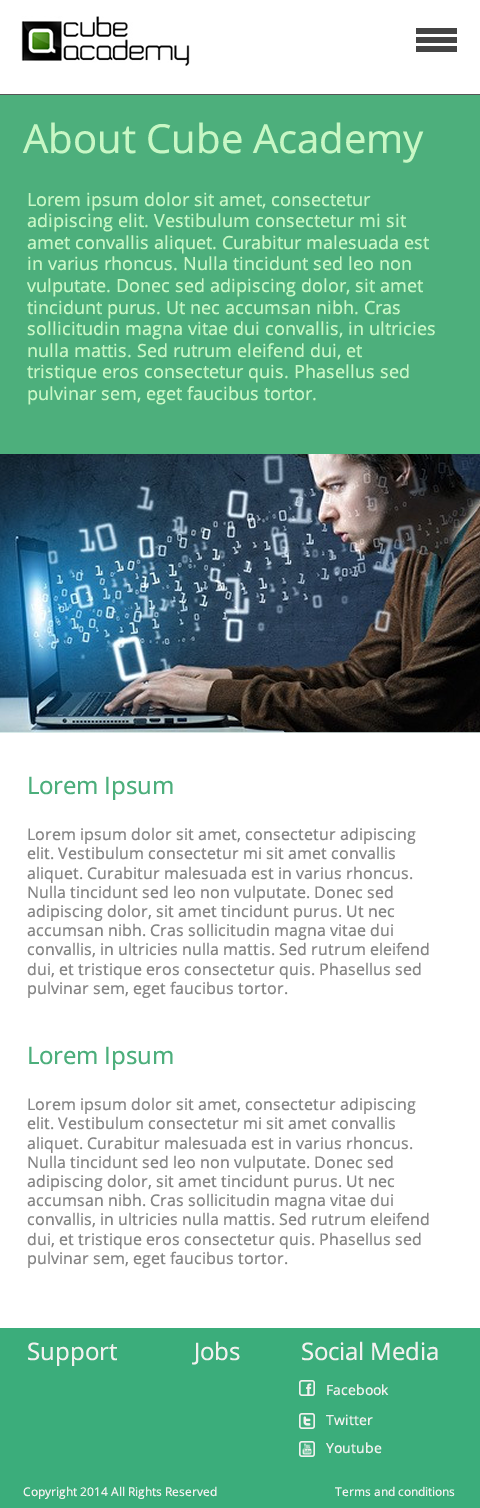 cube
academy
About Cube Academy
Lorem ipsum dolor sit amet, consectetur
adipiscing elit. Vestibulum consectetur mi sit
amet convallis aliquet. Curabitur malesuada est
in varius rhoncus. Nulla tincidunt sed leo non
vulputate. Donec sed adipiscing dolor, sit amet
tincidunt purus. Ut nec accumsan nibh. Cras
sollicitudin magna vitae dui convallis, in ultricies
nulla mattis. Sed rutrum eleifend dui, et
tristique eros consectetur quis. Phasellus sed
pulvinar sem, eget faucibus tortor.
Lorem Ipsum
Lorem ipsum dolor sit amet, consectetur adipiscing
elit. Vestibulum consectetur mi sit amet convallis
aliquet. Curabitur malesuada est in varius rhoncus.
Nulla tincidunt sed leo non vulputate. Donec sed
adipiscing dolor, sit amet tincidunt purus. Ut nec
accumsan nibh. Cras sollicitudin magna vitae dui
convallis, in ultricies nulla mattis. Sed rutrum eleifend
dui, et tristique eros consectetur quis. Phasellus sed
pulvinar sem, eget faucibus tortor.
Lorem Ipsum
Lorem ipsum dolor sit amet, consectetur adipiscing
elit. Vestibulum consectetur mi sit amet convallis
aliquet. Curabitur malesuada est in varius rhoncus.
Nulla tincidunt sed leo non vulputate. Donec sed
adipiscing dolor, sit amet tincidunt purus. Ut nec
accumsan nibh. Cras sollicitudin magna vitae dui
convallis, in ultricies nulla mattis. Sed rutrum eleifend
dui, et tristique eros consectetur quis. Phasellus sed
pulvinar sem, eget faucibus tortor.
Support Jobs Social Media
Facebook
Twitter
Youtube
Copyright 2014 All Rights Reserved Terms and conditions